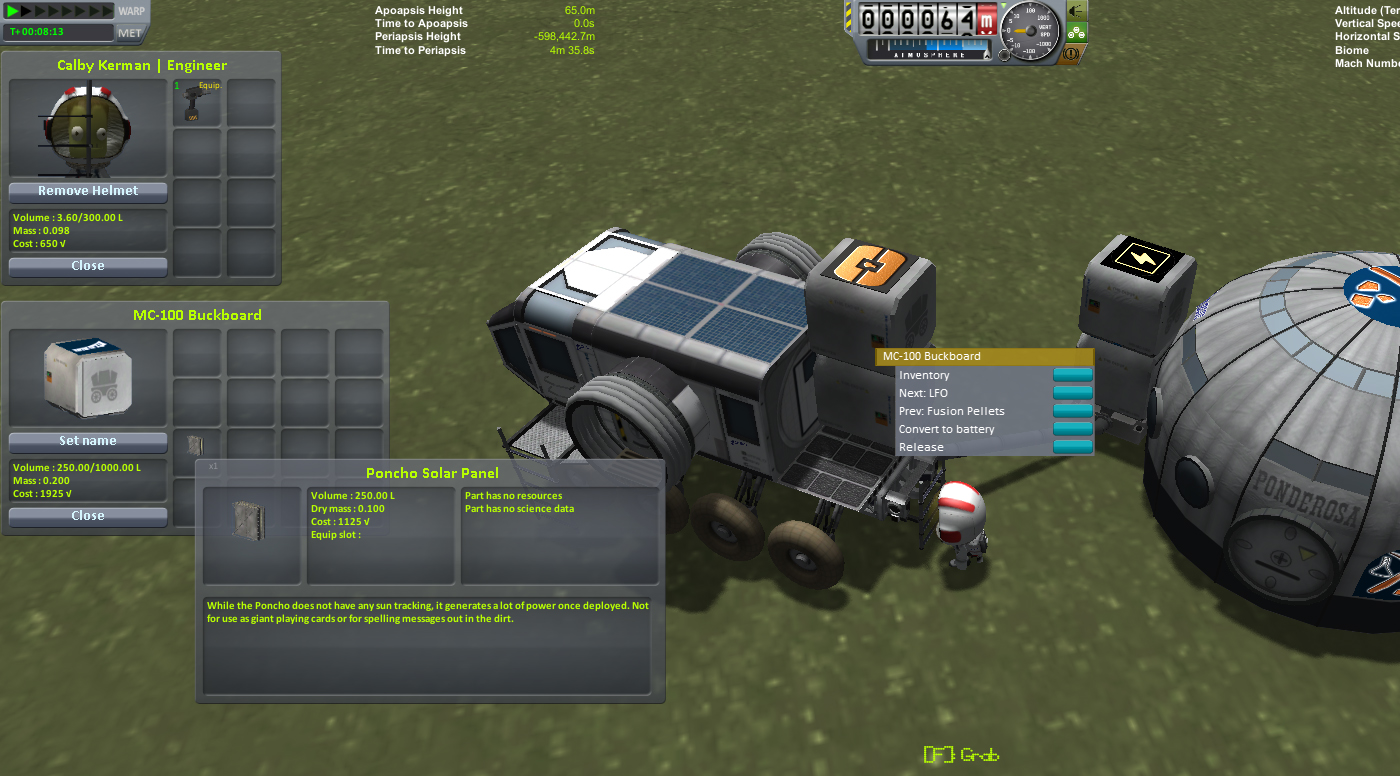 WARP
T+ 00:08:13
MET
Apoapsis Height 65.0m
Time to Apoapsis 0.0s
Periapsis Height -598,442.7m
Time to Periapsis 4m 35.8s
000064 m
ATMOSPHERE
VERT
SPD
Altitude (Ter
Vertical Spee
Horizontal S
Biome
Mach Numbe
Calby Kerman | Engineer
1 Equip.
Remove Helmet
Volume : 3.60/300.00 L
Mass : 0.098
Cost : 650 √
Close
MC-100 Buckboard
Set name
Volume : 250.00/1000.00 L
Mass : 0.200
Cost : 1925 √
Close
x1
Poncho Solar Panel
Volume : 250.00 L
Dry mass : 0.100
Cost : 1125 √
Equip slot :
Part has no resources
Part has no science data
While the Poncho does not have any sun tracking, it generates a lot of power once deployed. Not
for use as giant playing cards or for spelling messages out in the dirt.
MC-100 Buckboard
Inventory
Next: LFO
Prev: Fusion Pellets
Convert to battery
Release
PONDEROSA
[F]: Grab